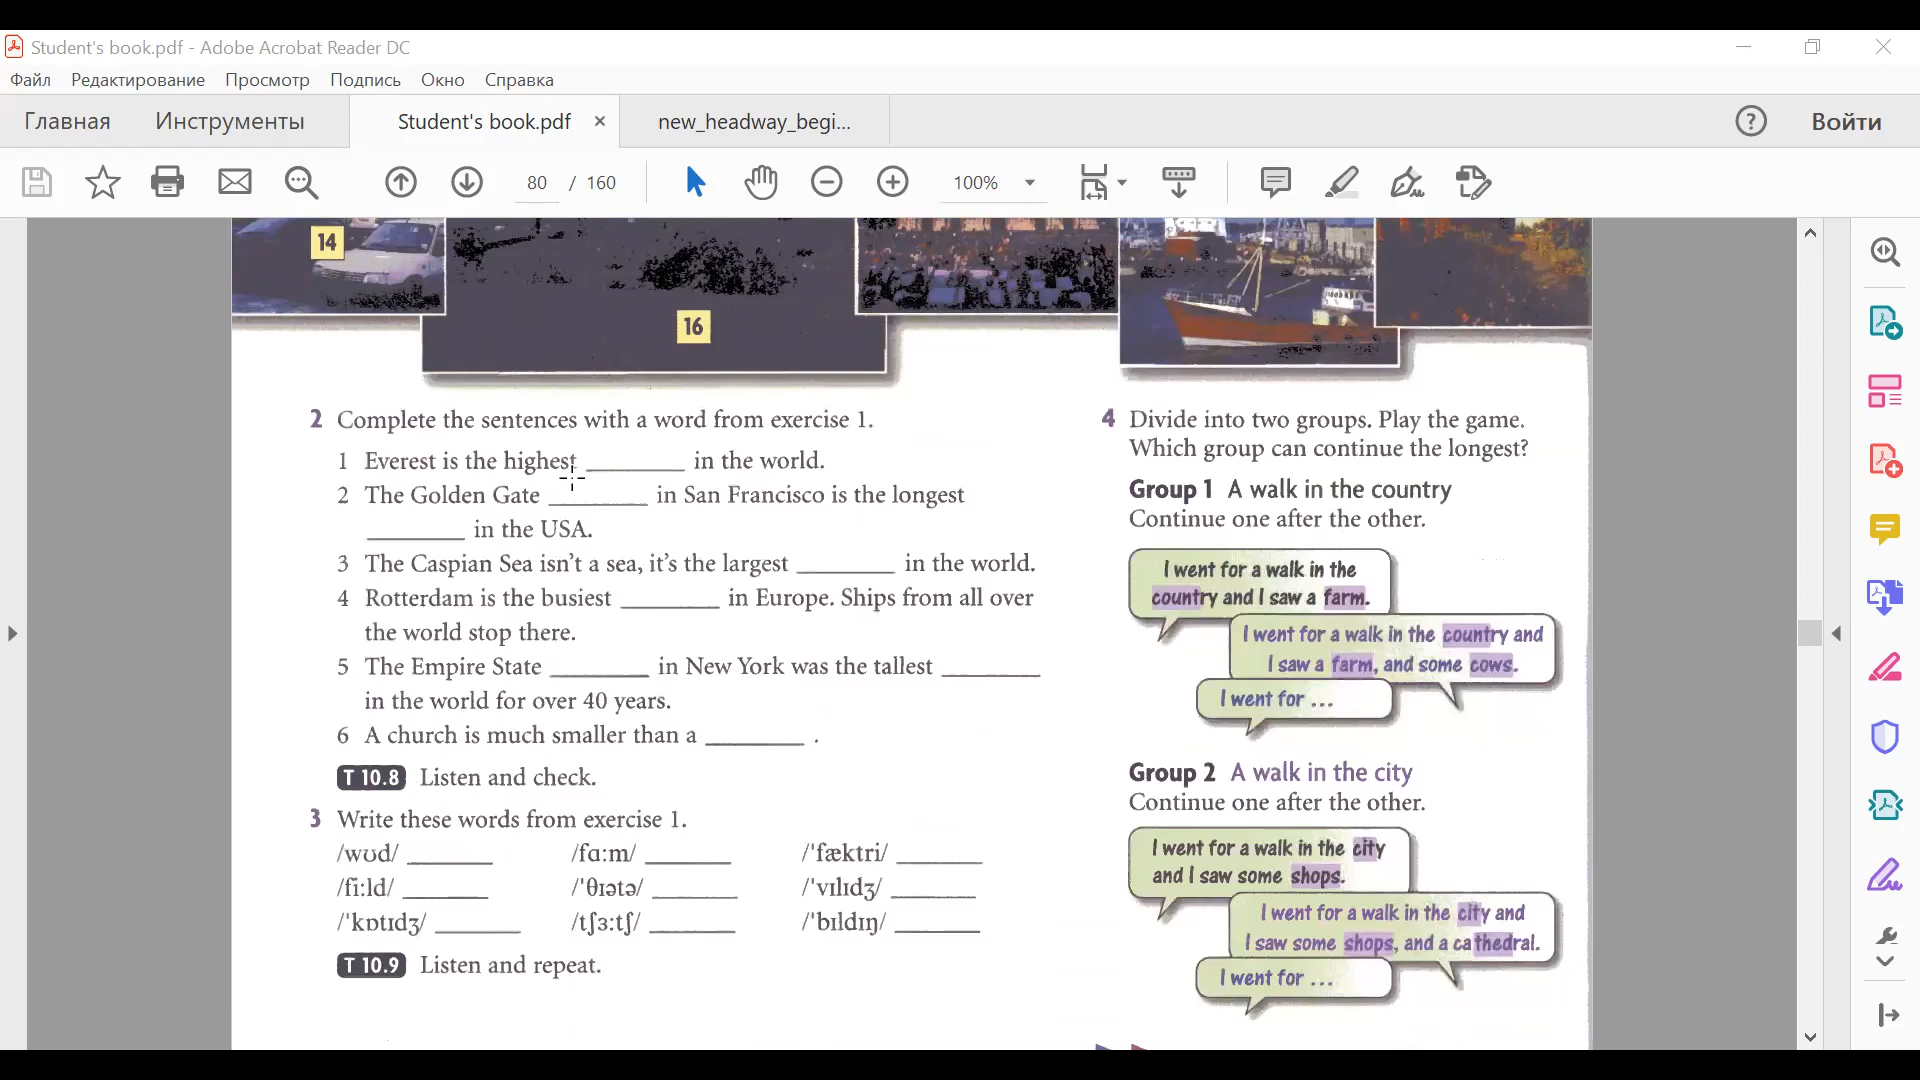 Student's book.pdf - Adobe Acrobat Reader DC
Файл Редактирование Просмотр Подпись Окно Справка
Главная Инструменты Student's book.pdf × new_headway_begi... ? Войти
80 / 160 100%
14
16
2 Complete the sentences with a word from exercise 1.
1 Everest is the highest ________ in the world.
2 The Golden Gate ________ in San Francisco is the longest
________ in the USA.
3 The Caspian Sea isn't a sea, it's the largest ________ in the world.
4 Rotterdam is the busiest ________ in Europe. Ships from all over
the world stop there.
5 The Empire State ________ in New York was the tallest ________
in the world for over 40 years.
6 A church is much smaller than a ________ .
T 10.8 Listen and check.
3 Write these words from exercise 1.
/wʊd/ ________ /fɑːm/ ________ /ˈfæktri/ ________
/fiːld/ ________ /ˈθɪətə/ ________ /ˈvɪlɪdʒ/ ________
/ˈkɒtɪdʒ/ ________ /tʃɜːtʃ/ ________ /ˈbɪldɪŋ/ ________
T 10.9 Listen and repeat.
4 Divide into two groups. Play the game.
Which group can continue the longest?
Group 1 A walk in the country
Continue one after the other.
I went for a walk in the
country and I saw a farm.
I went for a walk in the country and
I saw a farm, and some cows.
I went for ...
Group 2 A walk in the city
Continue one after the other.
I went for a walk in the city
and I saw some shops.
I went for a walk in the city and
I saw some shops, and a cathedral.
I went for ...